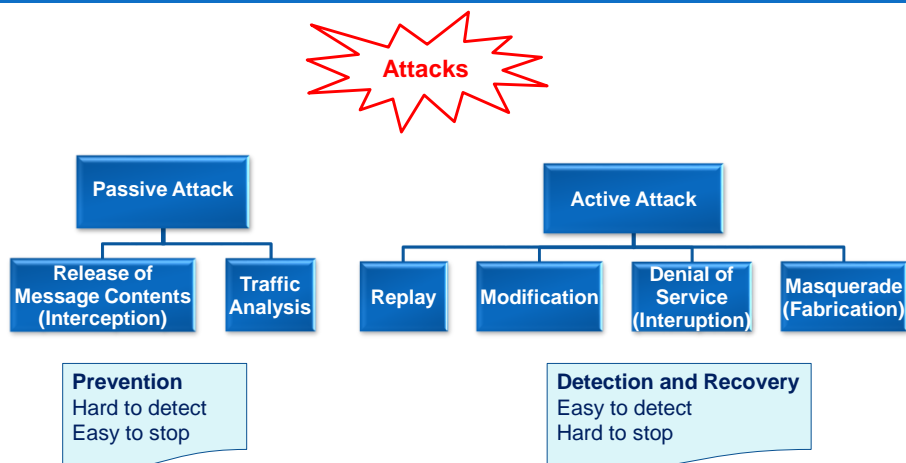 Attacks
Passive Attack
Active Attack
Release of
Message Contents
(Interception)
Traffic
Analysis
Replay
Modification
Denial of
Service
(Interuption)
Masquerade
(Fabrication)
Prevention
Hard to detect
Easy to stop
Detection and Recovery
Easy to detect
Hard to stop